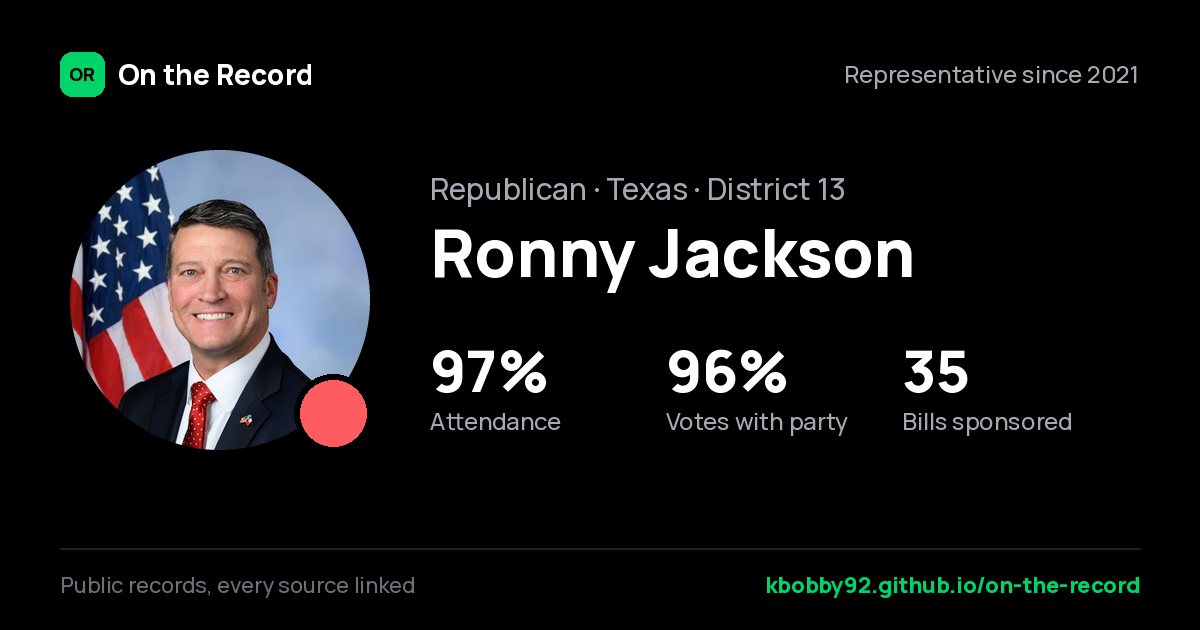 OR On the Record
Representative since 2021
Republican · Texas · District 13
Ronny Jackson
97% 96% 35
Attendance Votes with party Bills sponsored
Public records, every source linked
kbobby92.github.io/on-the-record